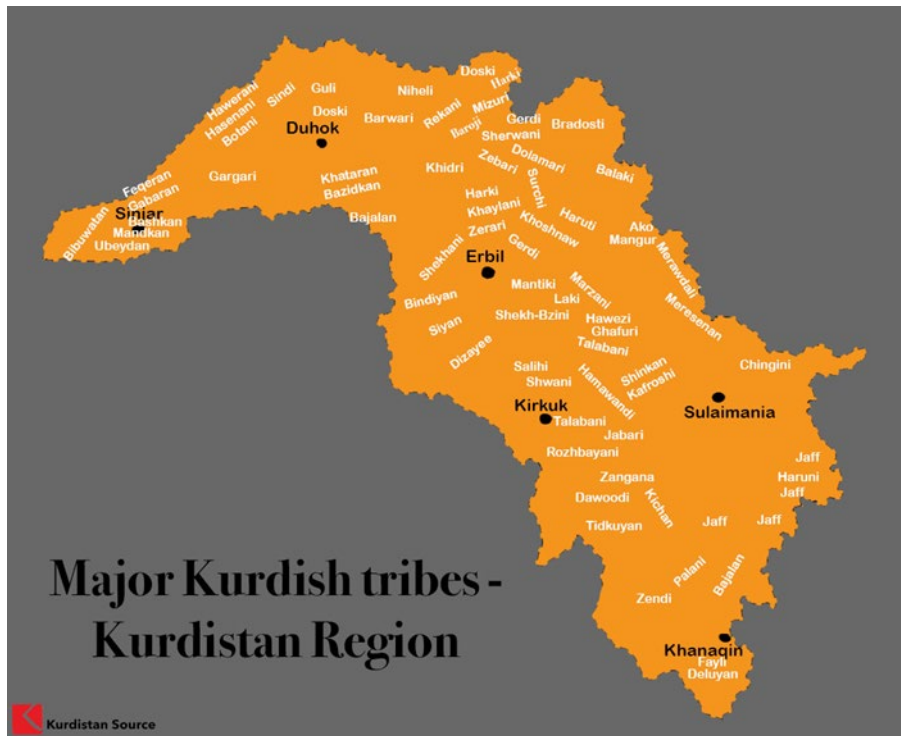 Doski
Harki
Hawerani
Sindi
Guli
Niheli
Hasenani
Mizuri
Botani
Doski
Barwari
Rekani
Baroji
Gerdi
Bradosti
Duhok
Sherwani
Zebari
Dolamari
Khidri
Balaki
Feqeran
Gargari
Khataran
Bazidkan
Surchi
Gabaran
Harki
Khaylani
Bibuwatan
Sinjar
Bashkan
Mandkan
Ubeydan
Bajalan
Zerari
Khoshnaw
Haruti
Ako
Mangur
Shekhani
Gerdi
Merawdali
Erbil
Mantiki
Marzani
Bindiyan
Laki
Meresenan
Shekh-Bzini
Hawezi
Siyan
Ghafuri
Dizayee
Talabani
Chingini
Salihi
Shwani
Hamawandi
Shinkan
Kafroshi
Kirkuk
Sulaimania
Talabani
Jabari
Rozhbayani
Jaff
Zangana
Haruni
Dawoodi
Kichan
Jaff
Tidkuyan
Jaff
Jaff
Palani
Bajalan
Zendi
Major Kurdish tribes -
Kurdistan Region
Khanaqin
Fayli
Deluyan
Kurdistan Source